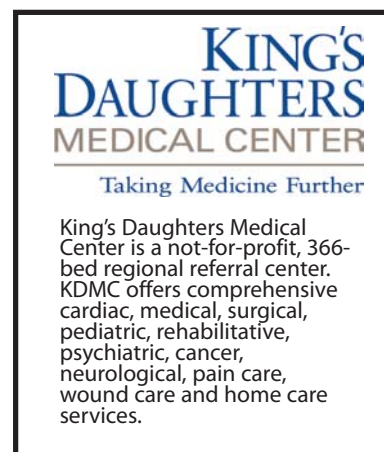 KING'S
DAUGHTERS
MEDICAL CENTER
Taking Medicine Further
King's Daughters Medical
Center is a not-for-profit, 366-
bed regional referral center.
KDMC offers comprehensive
cardiac, medical, surgical,
pediatric, rehabilitative,
psychiatric, cancer,
neurological, pain care,
wound care and home care
services.